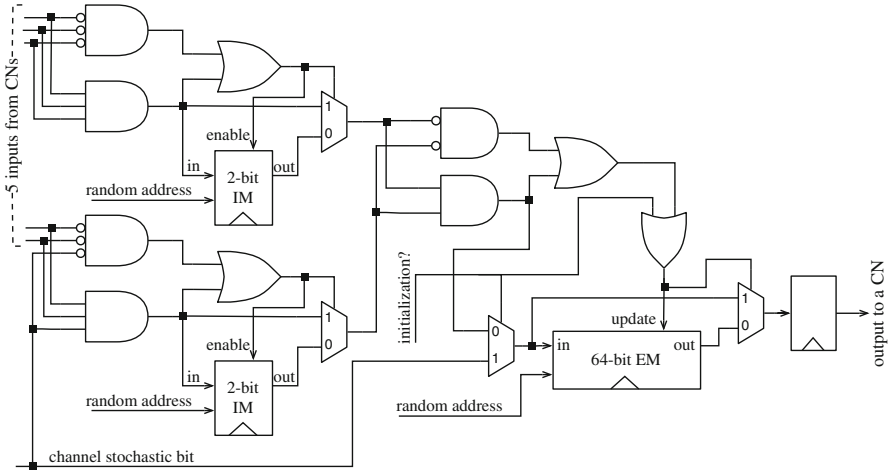 5 inputs from CNs
1
0
enable
in
out
2-bit
IM
random address
1
0
enable
in
out
2-bit
IM
random address
channel stochastic bit
initialization?
0
1
update
in
out
64-bit EM
random address
1
0
output to a CN